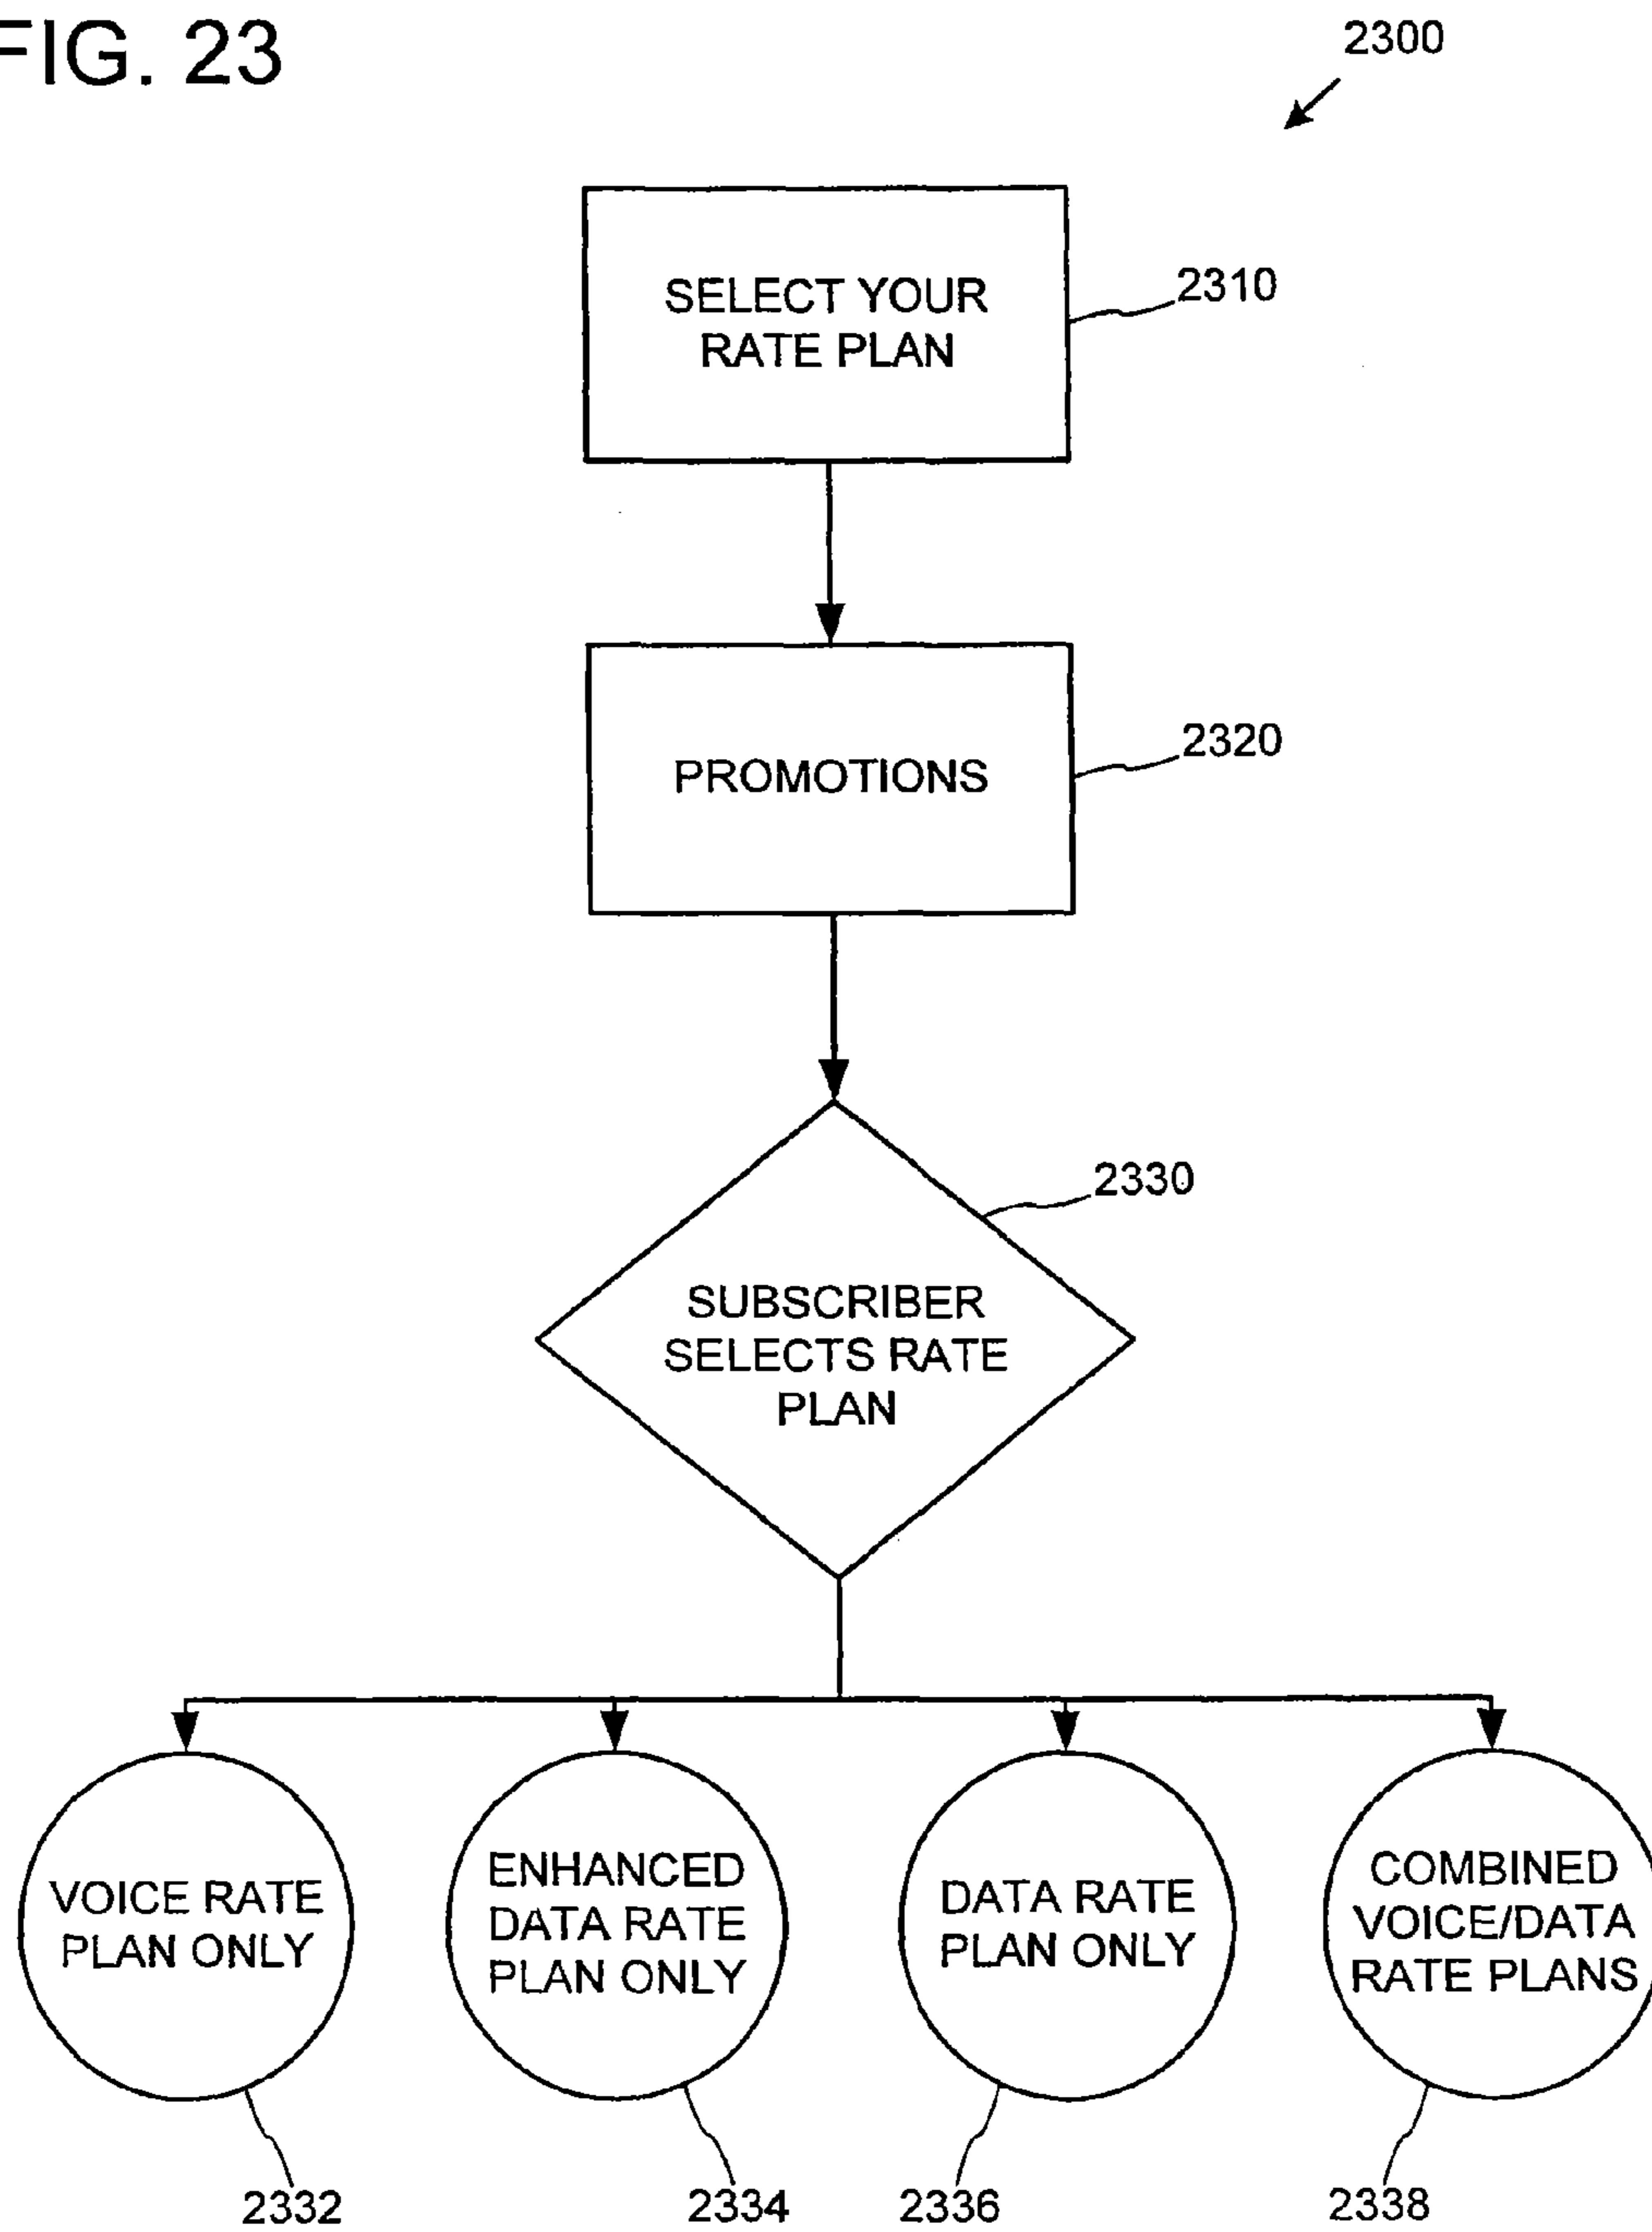 FIG. 23
2300
SELECT YOUR
RATE PLAN
2310
PROMOTIONS
2320
2330
SUBSCRIBER
SELECTS RATE
PLAN
VOICE RATE
PLAN ONLY
ENHANCED
DATA RATE
PLAN ONLY
DATA RATE
PLAN ONLY
COMBINED
VOICE/DATA
RATE PLANS
2332
2334
2336
2338